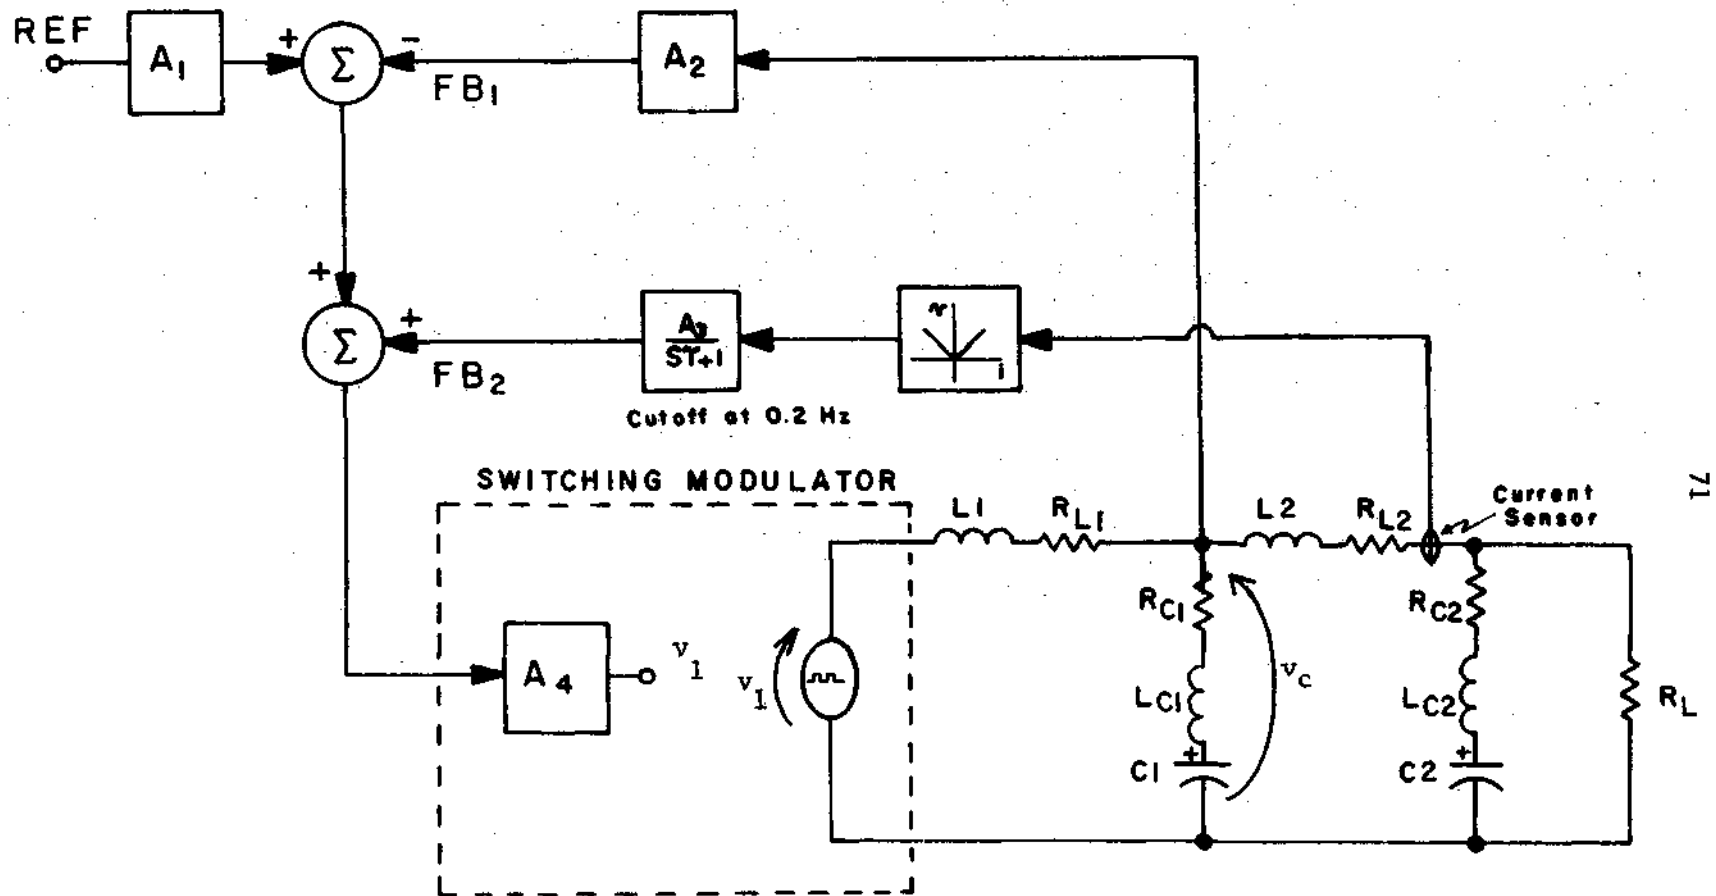 REF
A1
+
Σ
-
FB1
A2
+
Σ
+
FB2
A3
Sτ+1
v
i
Cutoff at 0.2 Hz
SWITCHING MODULATOR
71
Current
Sensor
L1
RL1
L2
RL2
RC1
RC2
A4
v1
v1
vc
LC1
LC2
RL
+
C1
+
C2